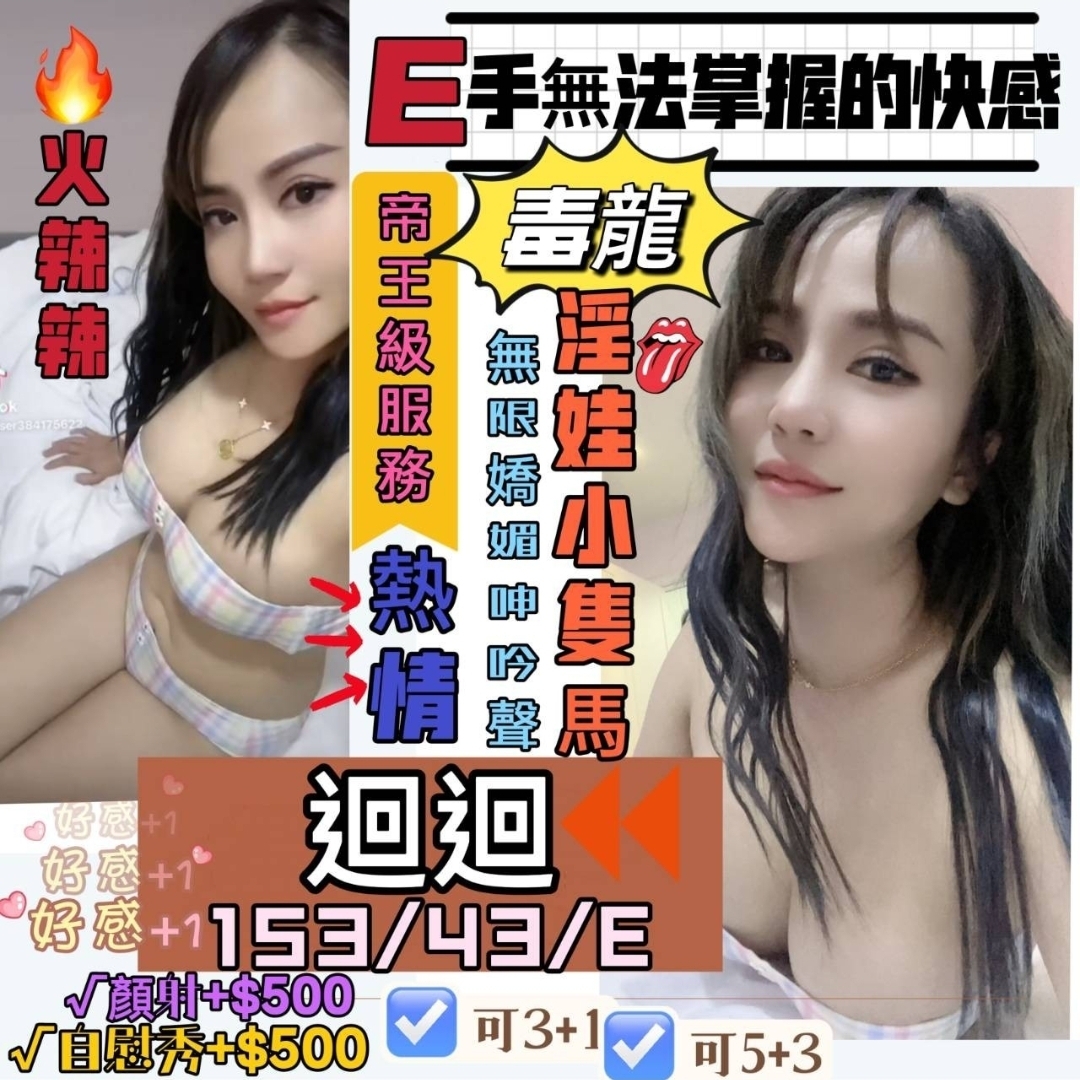 E手無法掌握的快感
火辣辣
帝王級服務
毒龍
淫娃小隻馬
無限嬌媚呻吟聲
熱情
ok
ser384175622
迴迴
153/43/E
好感+1
好感+1
好感+1
√顏射+$500
√自慰秀+$500
可3+1
可5+3